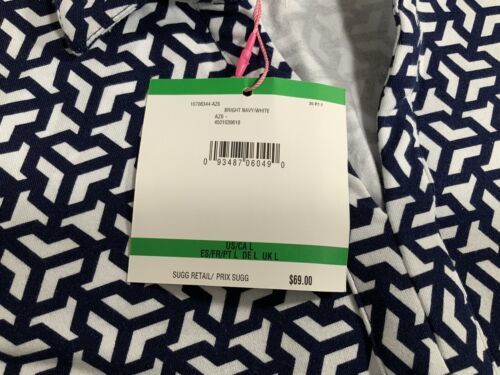 10708344-AZ6
BRIGHT NAVY/WHITE
AZ6 -
4501839618
0 93487 06049 0
US/CA L
ES/FR/PT L DE L UK L
SUGG RETAIL/ PRIX SUGG $69.00